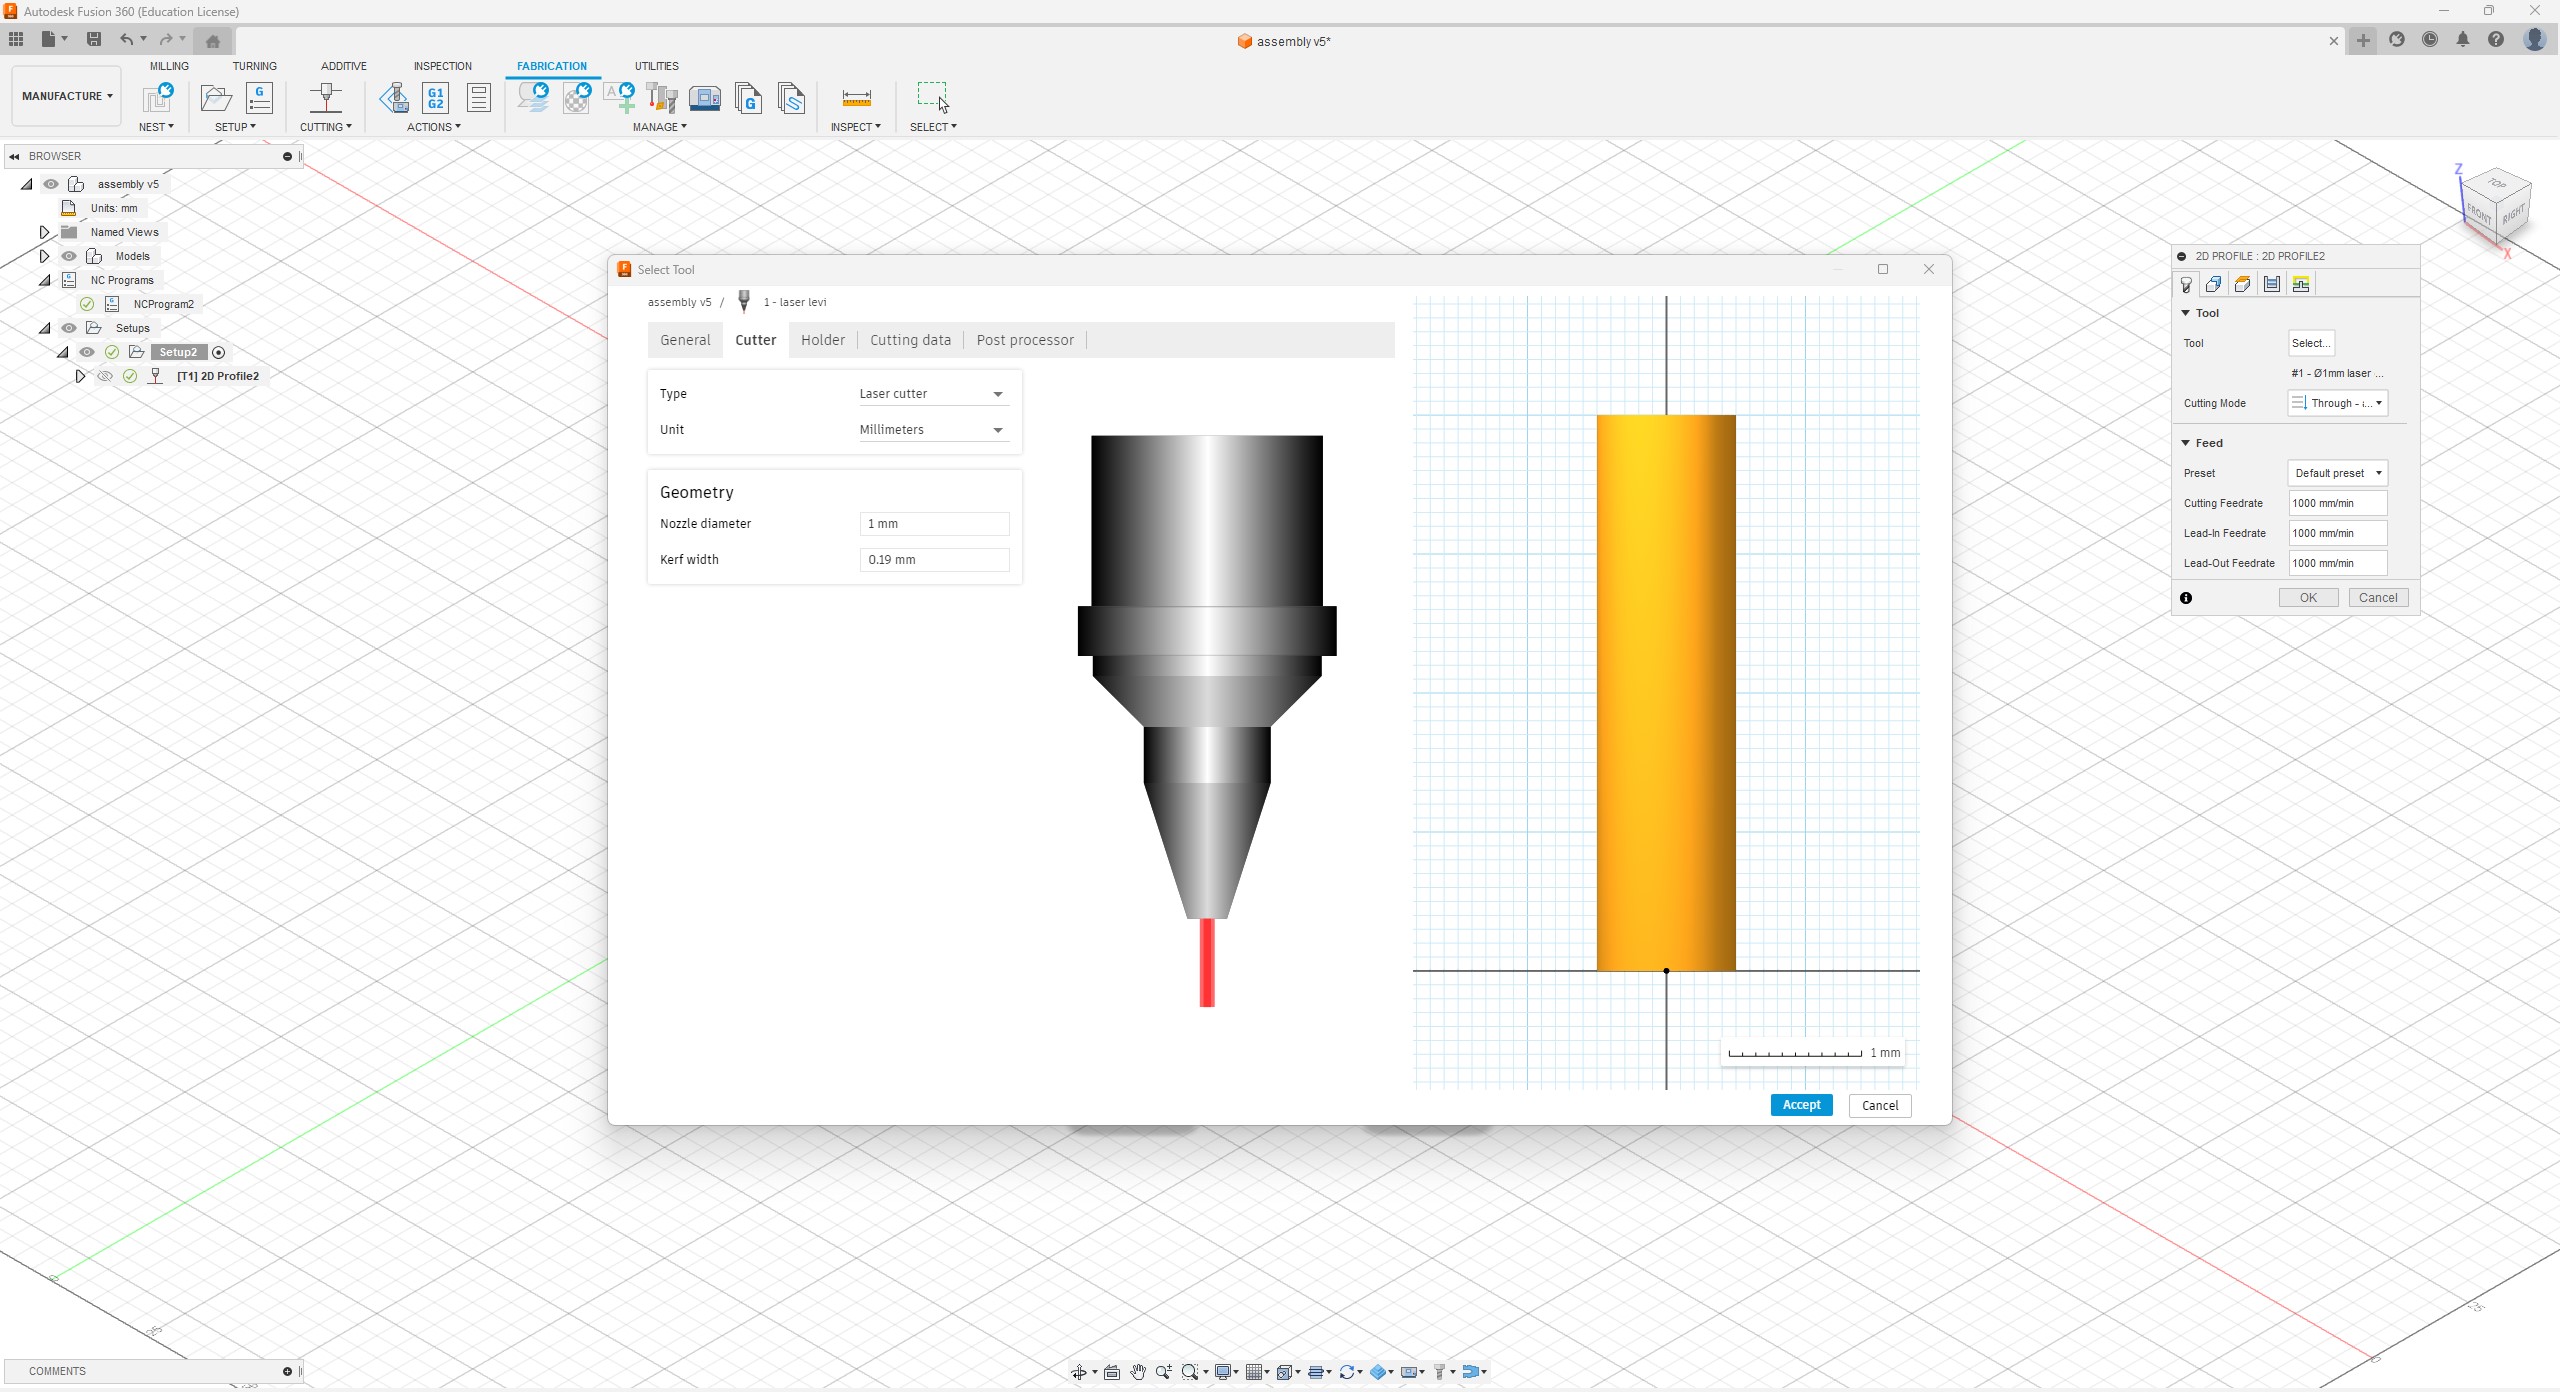 Autodesk Fusion 360 (Education License)
assembly v5*
MANUFACTURE
MILLING
TURNING
ADDITIVE
INSPECTION
FABRICATION
UTILITIES
G
G1
G2
A
G
NEST
SETUP
CUTTING
ACTIONS
MANAGE
INSPECT
SELECT
BROWSER
assembly v5
Units: mm
Named Views
Models
NC Programs
NCProgram2
Setups
Setup2
[T1] 2D Profile2
Select Tool
assembly v5 / 1 - laser levi
General
Cutter
Holder
Cutting data
Post processor
Type
Laser cutter
Unit
Millimeters
Geometry
Nozzle diameter
1 mm
Kerf width
0.19 mm
1 mm
Accept
Cancel
Z
TOP
FRONT
RIGHT
X
2D PROFILE : 2D PROFILE2
Tool
Tool
Select...
#1 - Ø1mm laser ...
Cutting Mode
Through - ...
Feed
Preset
Default preset
Cutting Feedrate
1000 mm/min
Lead-In Feedrate
1000 mm/min
Lead-Out Feedrate
1000 mm/min
OK
Cancel
COMMENTS